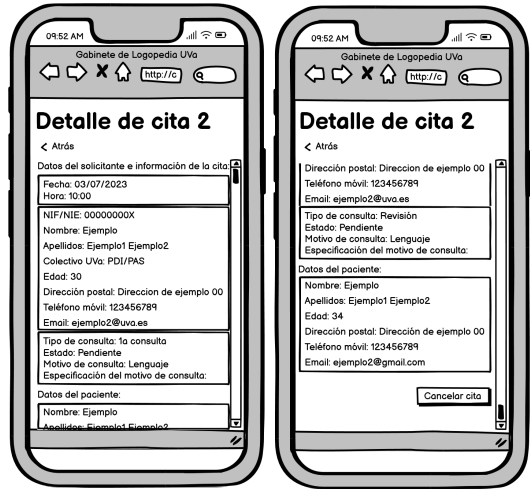 09:52 AM
Gabinete de Logopedia UVa
http://c
Detalle de cita 2
Atrás
Datos del solicitante e información de la cita:
Fecha: 03/07/2023
Hora: 10:00
NIF/NIE: 00000000X
Nombre: Ejemplo
Apellidos: Ejemplo1 Ejemplo2
Colectivo UVa: PDI/PAS
Edad: 30
Dirección postal: Direccion de ejemplo 00
Teléfono móvil: 123456789
Email: ejemplo2@uva.es
Tipo de consulta: 1a consulta
Estado: Pendiente
Motivo de consulta: Lenguaje
Especificación del motivo de consulta:
Datos del paciente:
Nombre: Ejemplo
Apellidos: Ejemplo1 Ejemplo2
09:52 AM
Gabinete de Logopedia UVa
http://c
Detalle de cita 2
Atrás
Dirección postal: Direccion de ejemplo 00
Teléfono móvil: 123456789
Email: ejemplo2@uva.es
Tipo de consulta: Revisión
Estado: Pendiente
Motivo de consulta: Lenguaje
Especificación del motivo de consulta:
Datos del paciente:
Nombre: Ejemplo
Apellidos: Ejemplo1 Ejemplo2
Edad: 34
Dirección postal: Dirección de ejemplo 00
Teléfono móvil: 123456789
Email: ejemplo2@gmail.com
Cancelar cita